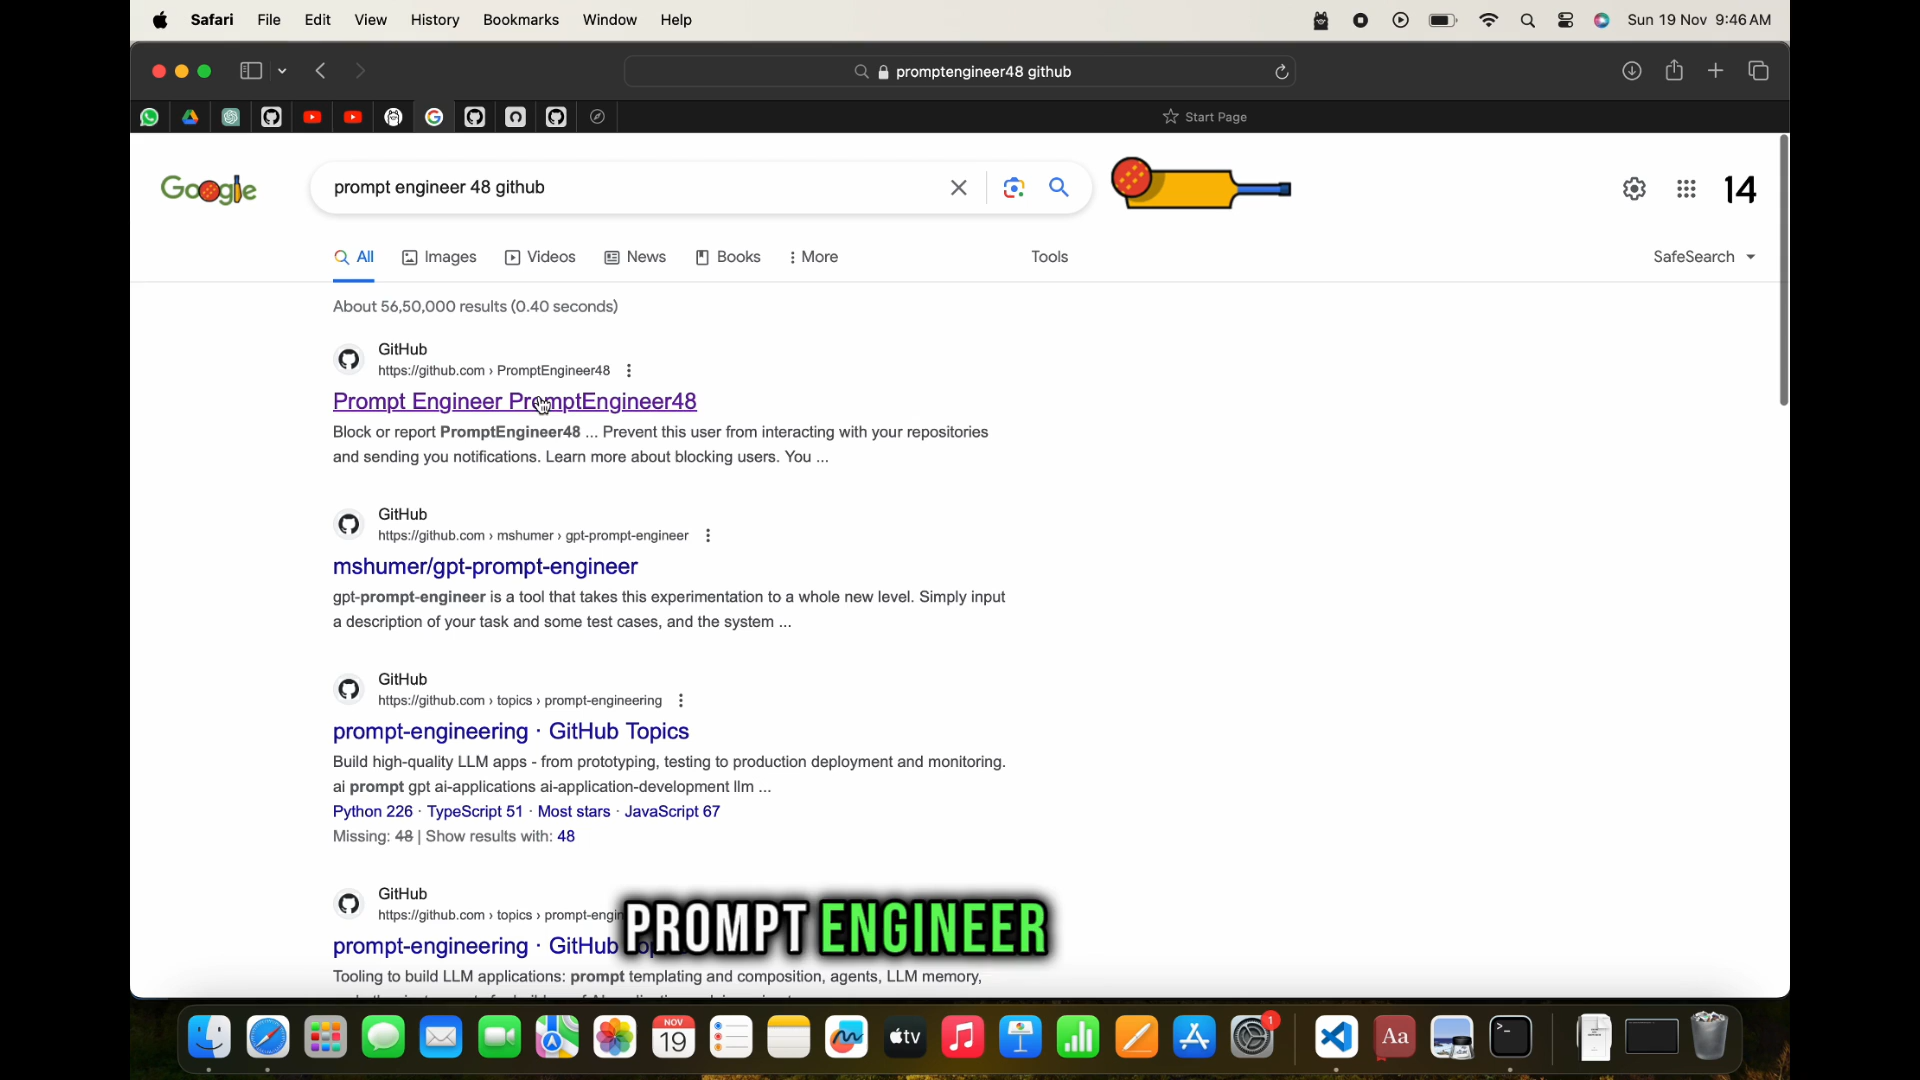 Safari File Edit View History Bookmarks Window Help Sun 19 Nov 9:46 AM
promptengineer48 github
Start Page
Google
prompt engineer 48 github
14
All Images Videos News Books More Tools SafeSearch
About 56,50,000 results (0.40 seconds)
GitHub
https://github.com › PromptEngineer48
Prompt Engineer PromptEngineer48
Block or report PromptEngineer48 ... Prevent this user from interacting with your repositories
and sending you notifications. Learn more about blocking users. You ...
GitHub
https://github.com › mshumer › gpt-prompt-engineer
mshumer/gpt-prompt-engineer
gpt-prompt-engineer is a tool that takes this experimentation to a whole new level. Simply input
a description of your task and some test cases, and the system ...
GitHub
https://github.com › topics › prompt-engineering
prompt-engineering · GitHub Topics
Build high-quality LLM apps - from prototyping, testing to production deployment and monitoring.
ai prompt gpt ai-applications ai-application-development llm ...
Python 226 · TypeScript 51 · Most stars · JavaScript 67
Missing: 48 | Show results with: 48
GitHub
https://github.com › topics › prompt-engin
PROMPT ENGINEER
prompt-engineering · GitHub
Tooling to build LLM applications: prompt templating and composition, agents, LLM memory,
NOV
19
tv
Aa
1